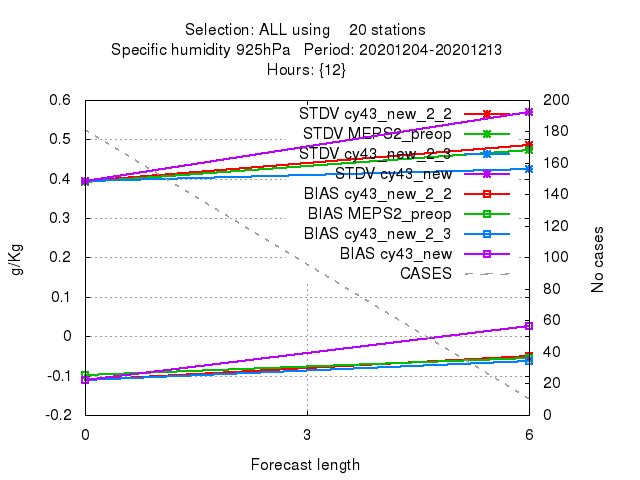 Selection: ALL using 20 stations
Specific humidity 925hPa Period: 20201204-20201213
Hours: {12}
0.6
0.5
0.4
0.3
0.2
0.1
0
-0.1
-0.2
g/Kg
STDV cy43_new_2_2
STDV MEPS2_preop
STDV cy43_new_2_3
STDV cy43_new
BIAS cy43_new_2_2
BIAS MEPS2_preop
BIAS cy43_new_2_3
BIAS cy43_new
CASES
200
180
160
140
120
100
80
60
40
20
0
No cases
0 3 6
Forecast length